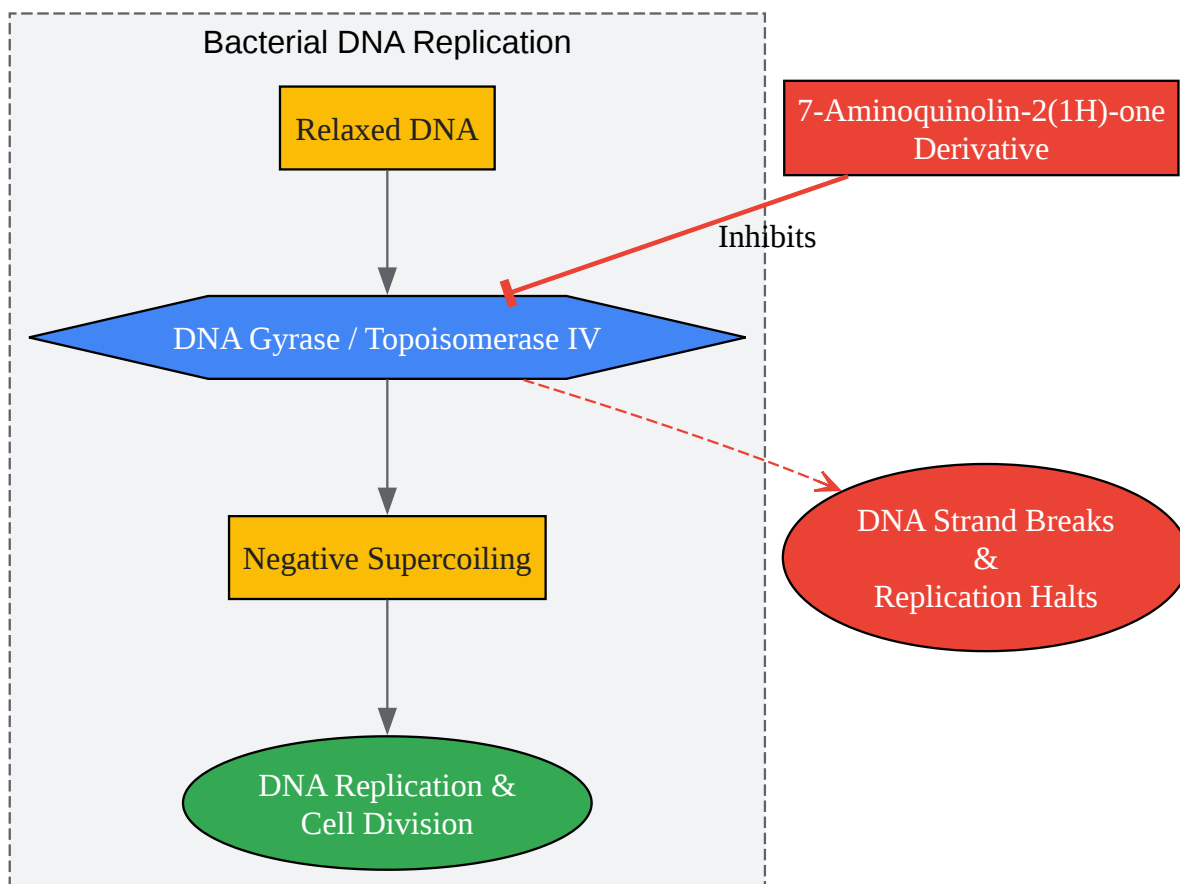 Bacterial DNA Replication
Relaxed DNA
7-Aminoquinolin-2(1H)-one
Derivative
Inhibits
DNA Gyrase / Topoisomerase IV
Negative Supercoiling
DNA Strand Breaks
&
Replication Halts
DNA Replication &
Cell Division